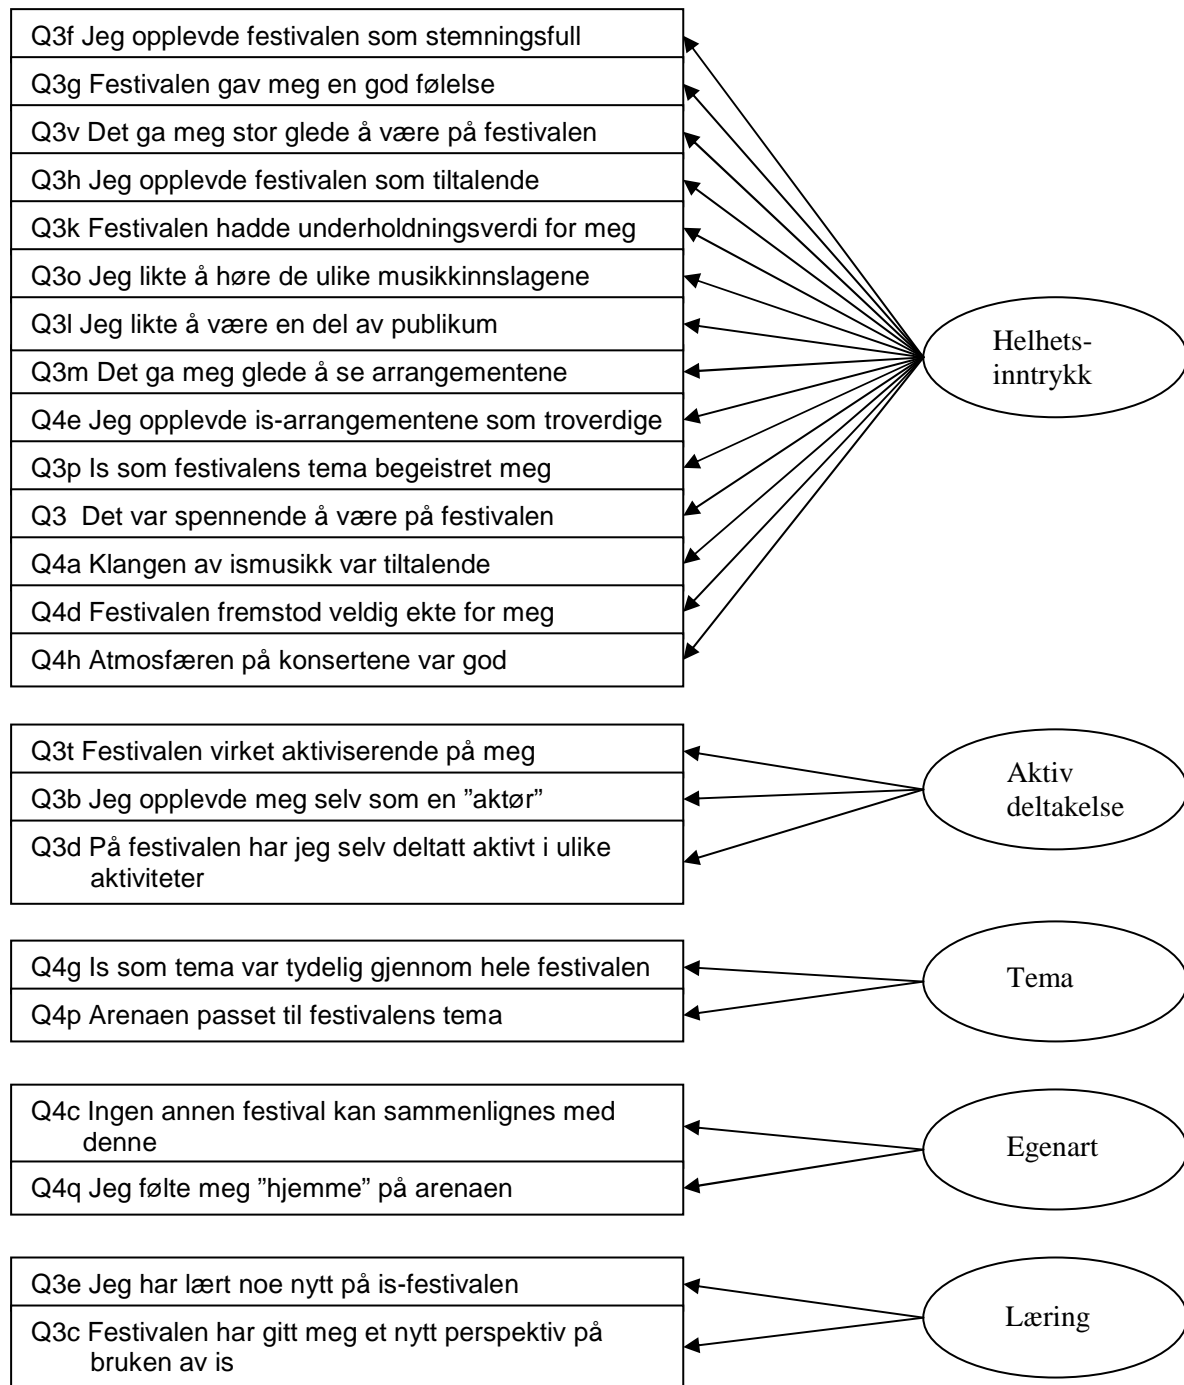 Q3f Jeg opplevde festivalen som stemningsfull
Q3g Festivalen gav meg en god følelse
Q3v Det ga meg stor glede å være på festivalen
Q3h Jeg opplevde festivalen som tiltalende
Q3k Festivalen hadde underholdningsverdi for meg
Q3o Jeg likte å høre de ulike musikkinnslagene
Q3l Jeg likte å være en del av publikum
Q3m Det ga meg glede å se arrangementene
Q4e Jeg opplevde is-arrangementene som troverdige
Q3p Is som festivalens tema begeistret meg
Q3 Det var spennende å være på festivalen
Q4a Klangen av ismusikk var tiltalende
Q4d Festivalen fremstod veldig ekte for meg
Q4h Atmosfæren på konsertene var god
Helhets-
inntrykk
Q3t Festivalen virket aktiviserende på meg
Q3b Jeg opplevde meg selv som en ”aktør”
Q3d På festivalen har jeg selv deltatt aktivt i ulike
aktiviteter
Aktiv
deltakelse
Q4g Is som tema var tydelig gjennom hele festivalen
Q4p Arenaen passet til festivalens tema
Tema
Q4c Ingen annen festival kan sammenlignes med
denne
Q4q Jeg følte meg ”hjemme” på arenaen
Egenart
Q3e Jeg har lært noe nytt på is-festivalen
Q3c Festivalen har gitt meg et nytt perspektiv på
bruken av is
Læring